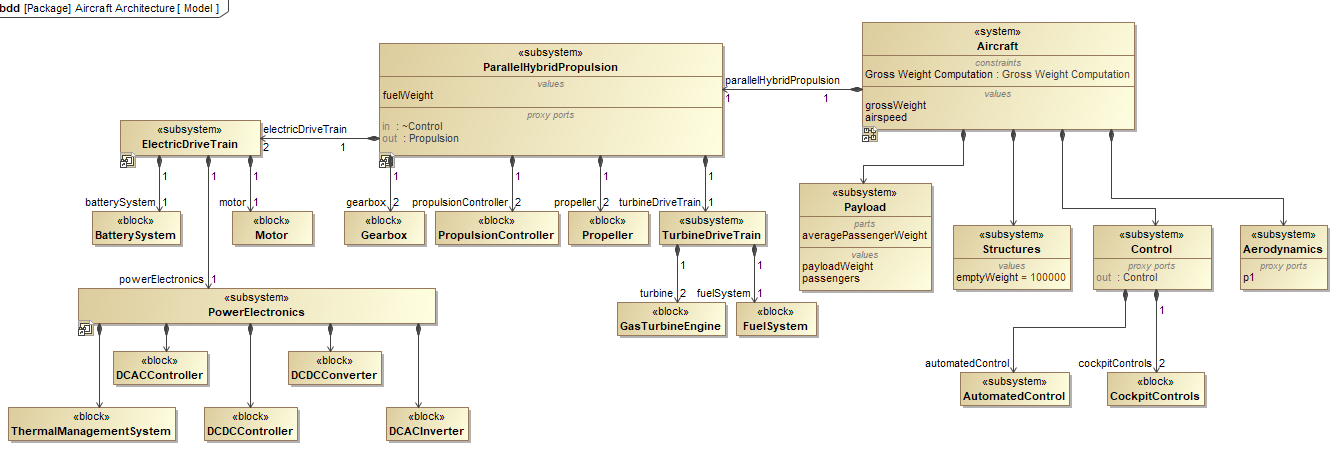 bdd [Package] Aircraft Architecture [ Model ]
«system»
Aircraft
constraints
Gross Weight Computation : Gross Weight Computation
values
grossWeight
airspeed
parallelHybridPropulsion
1
1
«subsystem»
ParallelHybridPropulsion
values
fuelWeight
proxy ports
in : ~Control
out : Propulsion
electricDriveTrain
2
1
«subsystem»
ElectricDriveTrain
1
1
1
batterySystem
1
motor
1
«block»
BatterySystem
«block»
Motor
powerElectronics
1
«subsystem»
PowerElectronics
«block»
DCACController
«block»
DCDCConverter
«block»
ThermalManagementSystem
«block»
DCDCController
«block»
DCACInverter
1
1
1
1
gearbox
2
propulsionController
2
propeller
2
turbineDriveTrain
1
«block»
Gearbox
«block»
PropulsionController
«block»
Propeller
«subsystem»
TurbineDriveTrain
1
1
turbine
2
fuelSystem
1
«block»
GasTurbineEngine
«block»
FuelSystem
«subsystem»
Payload
parts
averagePassengerWeight
values
payloadWeight
passengers
«subsystem»
Structures
values
emptyWeight = 100000
«subsystem»
Control
proxy ports
out : Control
«subsystem»
Aerodynamics
proxy ports
p1
1
automatedControl
cockpitControls
2
«subsystem»
AutomatedControl
«block»
CockpitControls